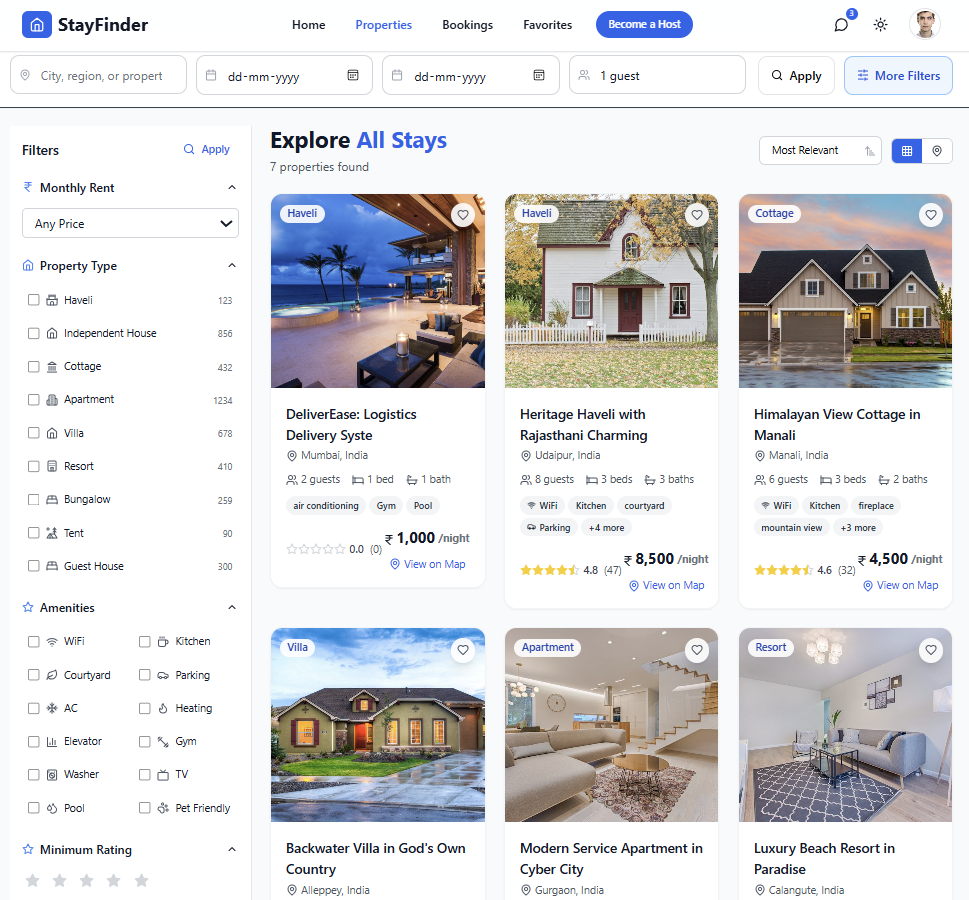 StayFinder
Home Properties Bookings Favorites Become a Host 3
City, region, or propert dd-mm-yyyy dd-mm-yyyy 1 guest Apply More Filters
Filters Apply
₹ Monthly Rent
Any Price
Property Type
Haveli 123
Independent House 856
Cottage 432
Apartment 1234
Villa 678
Resort 410
Bungalow 259
Tent 90
Guest House 300
Amenities
WiFi Kitchen
Courtyard Parking
AC Heating
Elevator Gym
Washer TV
Pool Pet Friendly
Minimum Rating
Explore All Stays
7 properties found
Most Relevant
Haveli
DeliverEase: Logistics
Delivery Syste
Mumbai, India
2 guests 1 bed 1 bath
air conditioning Gym Pool
0.0 (0) ₹ 1,000 /night
View on Map
Haveli
Heritage Haveli with
Rajasthani Charming
Udaipur, India
8 guests 3 beds 3 baths
WiFi Kitchen courtyard
Parking +4 more
4.8 (47) ₹ 8,500 /night
View on Map
Cottage
Himalayan View Cottage in
Manali
Manali, India
6 guests 3 beds 2 baths
WiFi Kitchen fireplace
mountain view +3 more
4.6 (32) ₹ 4,500 /night
View on Map
Villa
Backwater Villa in God's Own
Country
Alleppey, India
Apartment
Modern Service Apartment in
Cyber City
Gurgaon, India
Resort
Luxury Beach Resort in
Paradise
Calangute, India